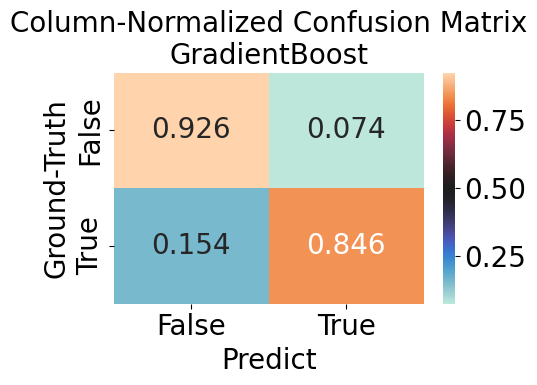 Column-Normalized Confusion Matrix
GradientBoost
Ground-Truth
False
True
0.926
0.074
0.154
0.846
False
True
Predict
0.75
0.50
0.25